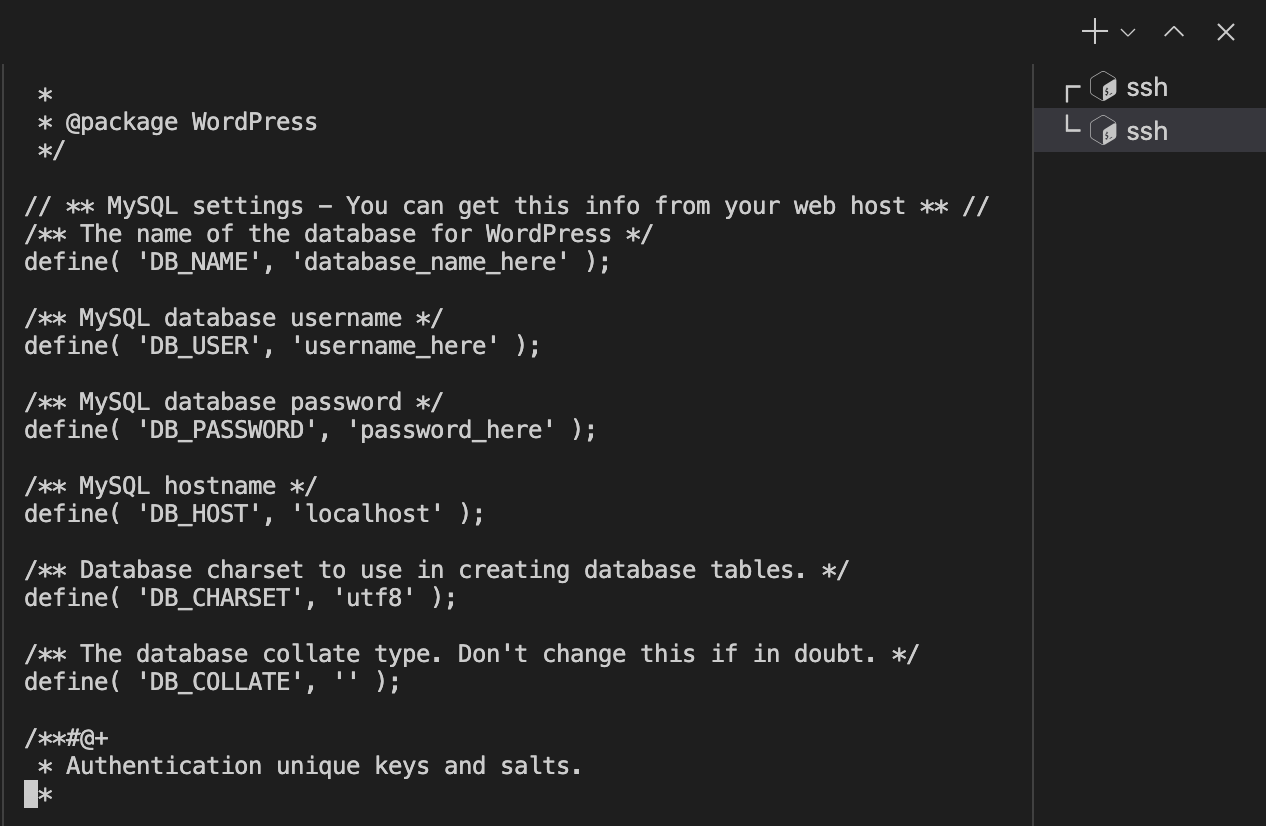 *
* @package WordPress
*/
// ** MySQL settings – You can get this info from your web host ** //
/** The name of the database for WordPress */
define( 'DB_NAME', 'database_name_here' );
/** MySQL database username */
define( 'DB_USER', 'username_here' );
/** MySQL database password */
define( 'DB_PASSWORD', 'password_here' );
/** MySQL hostname */
define( 'DB_HOST', 'localhost' );
/** Database charset to use in creating database tables. */
define( 'DB_CHARSET', 'utf8' );
/** The database collate type. Don't change this if in doubt. */
define( 'DB_COLLATE', '' );
/**#@+
* Authentication unique keys and salts.
*
ssh
ssh